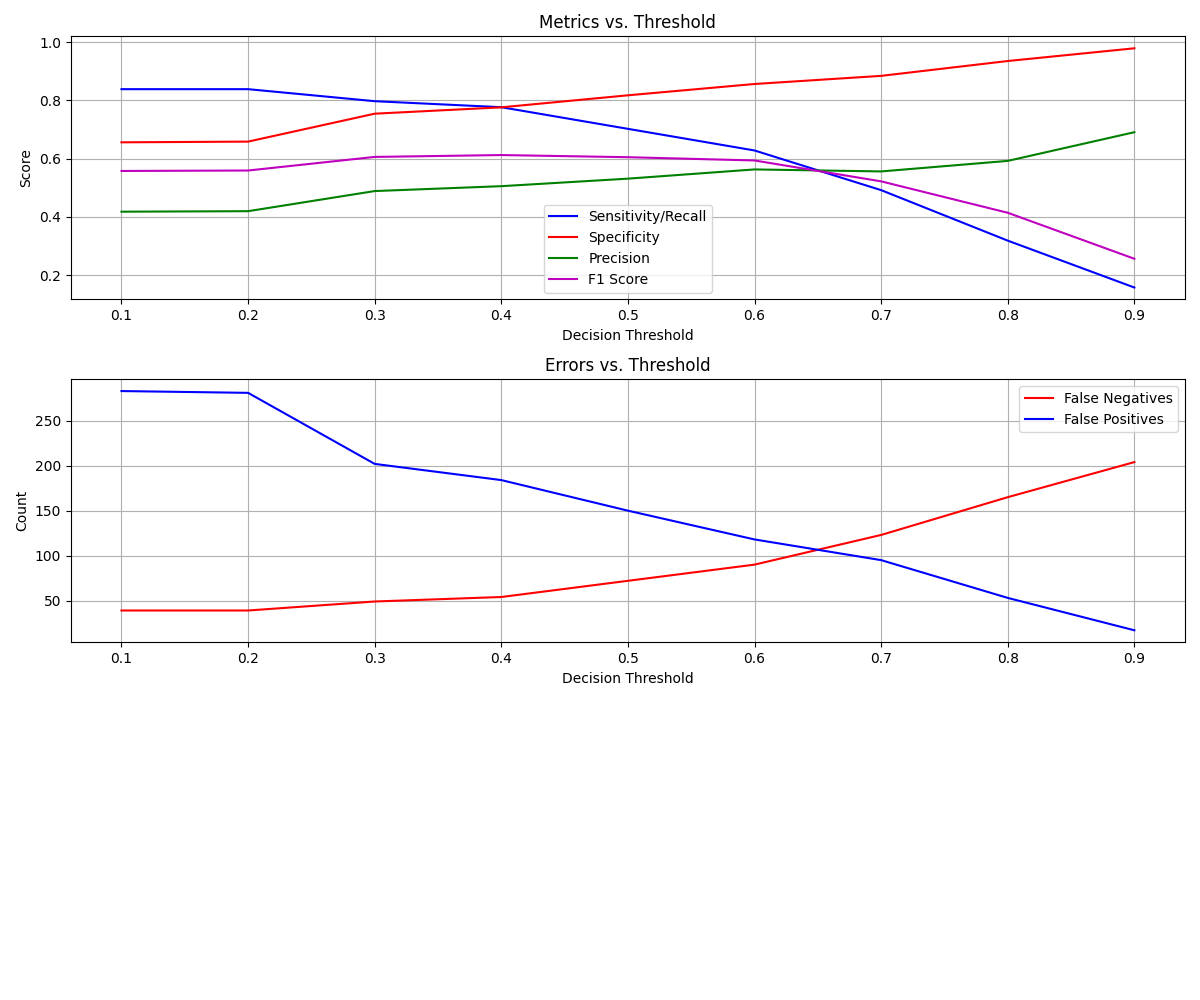 Metrics vs. Threshold
Score
1.0
0.8
0.6
0.4
0.2
Sensitivity/Recall
Specificity
Precision
F1 Score
0.1 0.2 0.3 0.4 0.5 0.6 0.7 0.8 0.9
Decision Threshold
Errors vs. Threshold
Count
250
200
150
100
50
False Negatives
False Positives
0.1 0.2 0.3 0.4 0.5 0.6 0.7 0.8 0.9
Decision Threshold